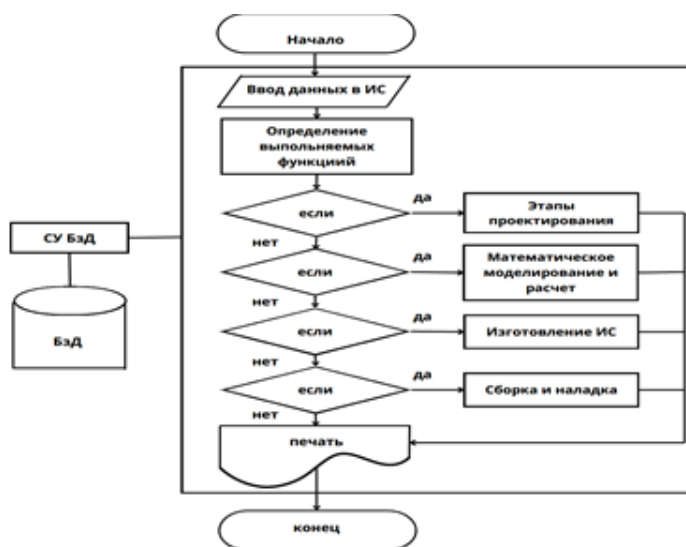 Начало
Ввод данных в ИС
Определение
выпольняемых
функциий
если
да
Этапы
проектирования
нет
если
да
Математическое
моделирование и
расчет
нет
если
да
Изготовление ИС
нет
если
да
Сборка и наладка
нет
печать
конец
СУ БзД
БзД